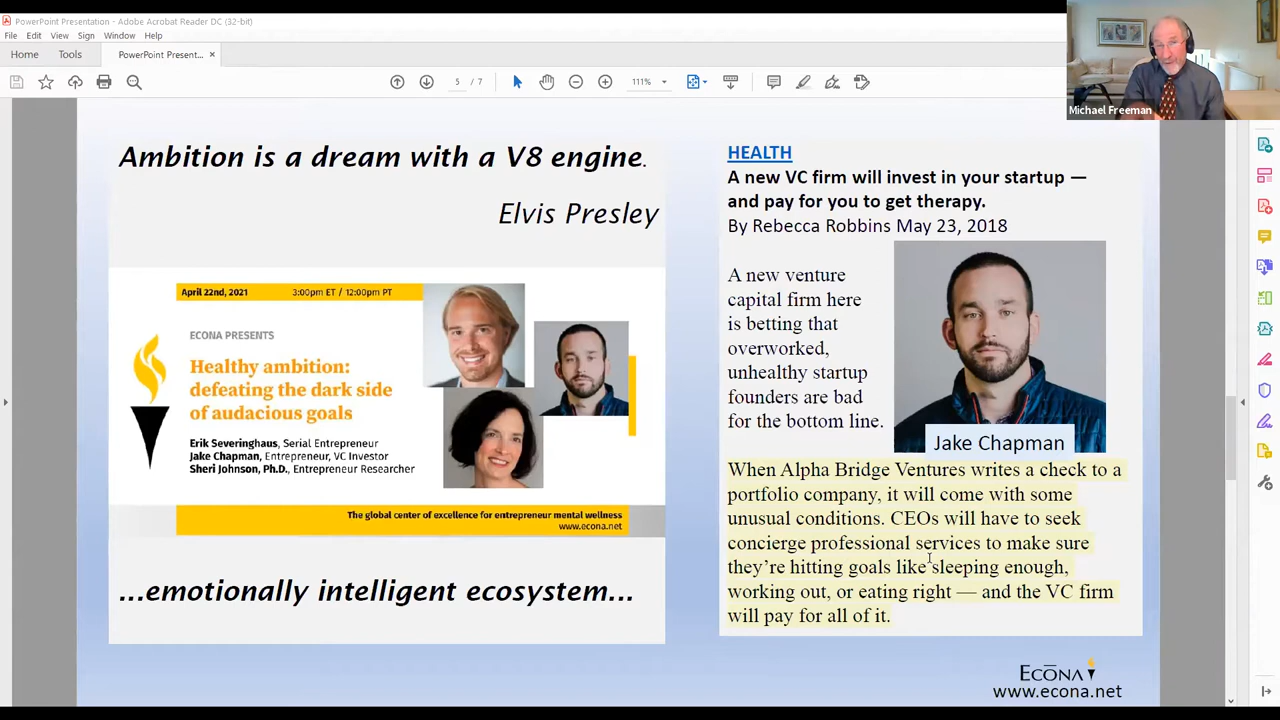 PowerPoint Presentation - Adobe Acrobat Reader DC (32-bit)
File Edit View Sign Window Help
Home Tools PowerPoint Present... ×
5 / 7 111%
Michael Freeman
Ambition is a dream with a V8 engine.
Elvis Presley
April 22nd, 2021 3:00pm ET / 12:00pm PT
ECONA PRESENTS
Healthy ambition:
defeating the dark side
of audacious goals
Erik Severinghaus, Serial Entrepreneur
Jake Chapman, Entrepreneur, VC Investor
Sheri Johnson, Ph.D., Entrepreneur Researcher
The global center of excellence for entrepreneur mental wellness
www.econa.net
...emotionally intelligent ecosystem...
HEALTH
A new VC firm will invest in your startup —
and pay for you to get therapy.
By Rebecca Robbins May 23, 2018
A new venture
capital firm here
is betting that
overworked,
unhealthy startup
founders are bad
for the bottom line.
Jake Chapman
When Alpha Bridge Ventures writes a check to a
portfolio company, it will come with some
unusual conditions. CEOs will have to seek
concierge professional services to make sure
they're hitting goals like sleeping enough,
working out, or eating right — and the VC firm
will pay for all of it.
ECŌNA
www.econa.net